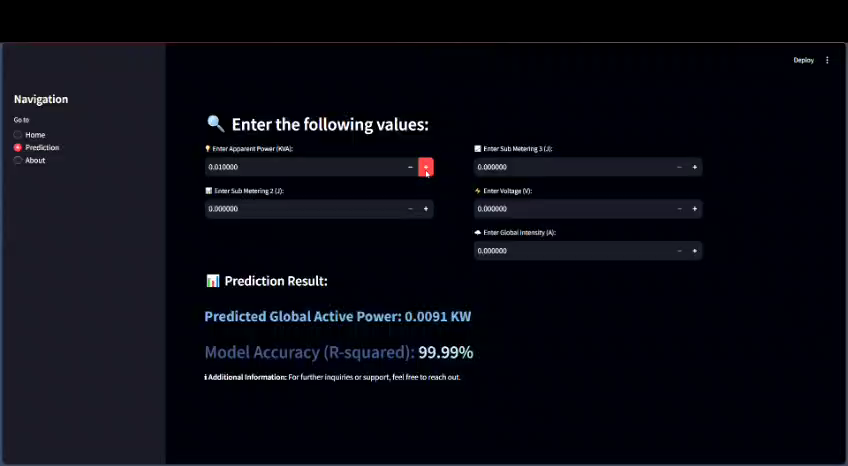 Deploy
Navigation
Go to
Home
Prediction
About
Enter the following values:
Enter Apparent Power (KVA):
0.010000
Enter Sub Metering 2 (J):
0.000000
Enter Sub Metering 3 (J):
0.000000
Enter Voltage (V):
0.000000
Enter Global Intensity (A):
0.000000
Prediction Result:
Predicted Global Active Power: 0.0091 KW
Model Accuracy (R-squared): 99.99%
Additional Information: For further inquiries or support, feel free to reach out.